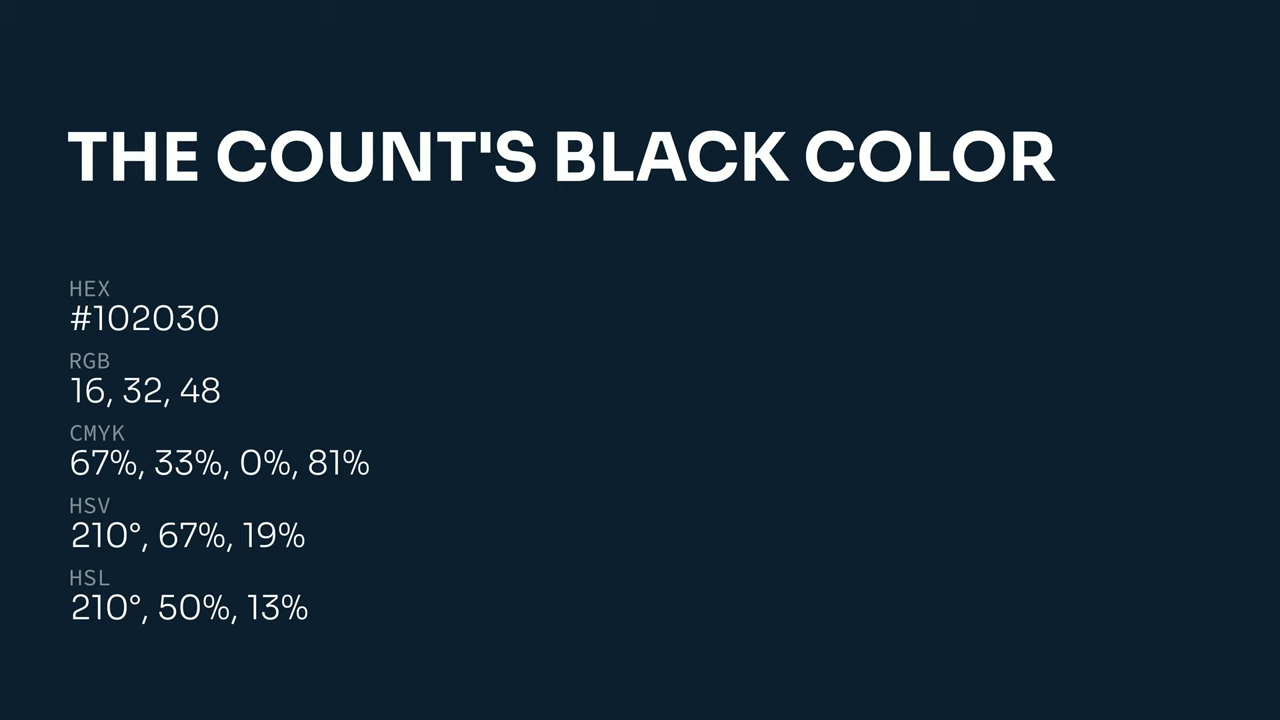 THE COUNT'S BLACK COLOR
HEX
#102030
RGB
16, 32, 48
CMYK
67%, 33%, 0%, 81%
HSV
210°, 67%, 19%
HSL
210°, 50%, 13%